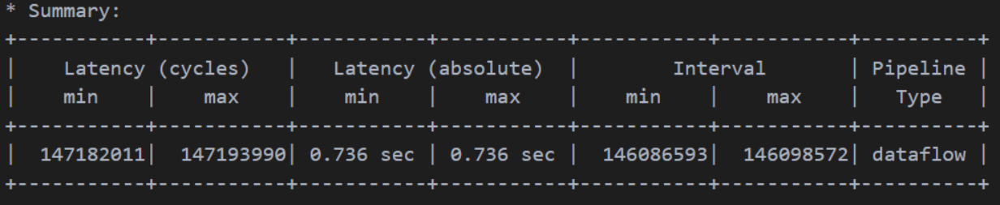 * Summary:
+-----------+-----------+-----------+-----------+-----------+-----------+----------+
|    Latency (cycles)   |   Latency (absolute)  |        Interval       | Pipeline |
|    min    |    max    |    min    |    max    |    min    |    max    |   Type   |
+-----------+-----------+-----------+-----------+-----------+-----------+----------+
|  147182011|  147193990| 0.736 sec | 0.736 sec |  146086593|  146098572| dataflow |
+-----------+-----------+-----------+-----------+-----------+-----------+----------+